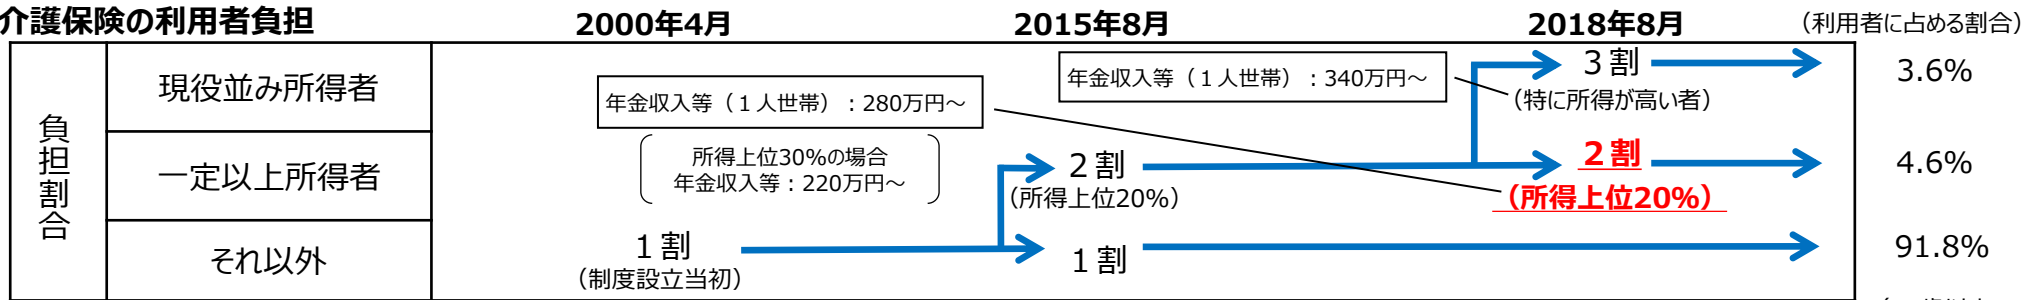 介護保険の利用者負担
2000年4月
2015年8月
2018年8月
（利用者に占める割合）
負担割合
現役並み所得者
年金収入等（１人世帯）：280万円～
年金収入等（１人世帯）：340万円～
３割
（特に所得が高い者）
3.6%
一定以上所得者
所得上位30%の場合
年金収入等：220万円～
２割
（所得上位20%）
２割
（所得上位20%）
4.6%
それ以外
１割
（制度設立当初）
１割
91.8%